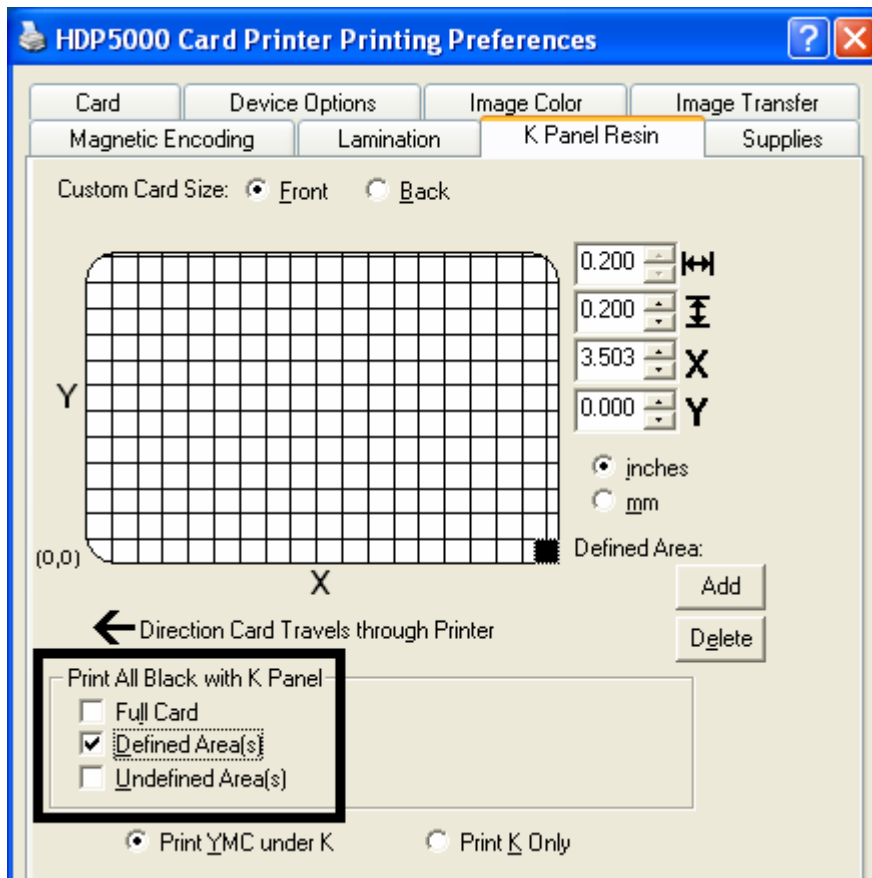 HDP5000 Card Printer Printing Preferences
Card Device Options Image Color Image Transfer
Magnetic Encoding Lamination K Panel Resin Supplies
Custom Card Size: Front Back
0.200
0.200
3.503 X
0.000 Y
Y
inches
mm
(0,0)
X
Defined Area:
Add
Direction Card Travels through Printer
Delete
Print All Black with K Panel
Full Card
Defined Area(s)
Undefined Area(s)
Print YMC under K Print K Only